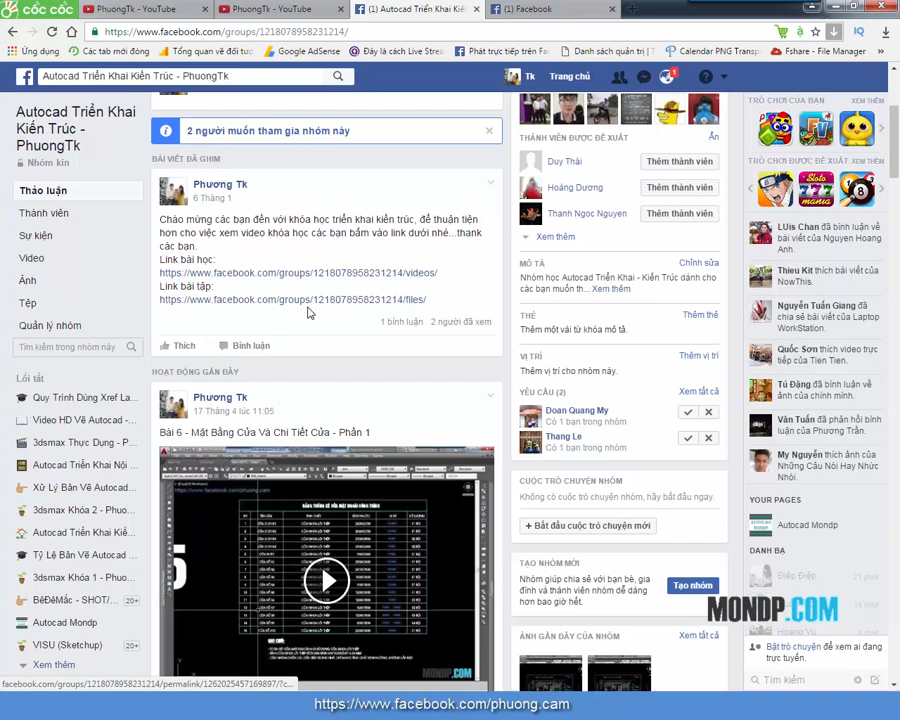 CỐC CỐC
PhuongTk - YouTube
PhuongTk - YouTube
(1) Autocad Triển Khai Kiến
(1) Facebook
https://www.facebook.com/groups/1218078958231214/
Ứng dụng
Các tab mới đóng
Tổng quan về đối tượ
Google AdSense
Đây là cách Live Strea
Phát trực tiếp trên F
Danh sách quản trị | T
Calendar PNG Transp
Fshare - File Manager
Autocad Triển Khai Kiến Trúc - PhuongTk
Tk
Trang chủ
1
Autocad Triển Khai
Kiến Trúc -
PhuongTk
Nhóm kín
Thảo luận
Thành viên
Sự kiện
Video
Ảnh
Tệp
Quản lý nhóm
Tìm kiếm trong nhóm này
Lối tắt
Quy Trình Dùng Xref La...
Video HD Vẽ Autocad -...
3dsmax Thực Dụng - P...
Autocad Triển Khai Nội ...
Xử Lý Bản Vẽ Autocad ...
3dsmax Khóa 2 - Phuo...
Autocad Triển Khai Kiế...
Tỷ Lệ Bản Vẽ Autocad ...
3dsmax Khóa 1 - Phuo...
BêĐêMắc - SHOT/... 20+
Autocad Mondp
VISU (Sketchup) 20+
Xem thêm
2 người muốn tham gia nhóm này
BÀI VIẾT ĐÃ GHIM
Phương Tk
6 Tháng 1
Chào mừng các bạn đến với khóa học triển khai kiến trúc, để thuận tiện
hơn cho việc xem video khóa học các bạn bấm vào link dưới nhé...thank
các bạn.
Link bài học:
https://www.facebook.com/groups/1218078958231214/videos/
Link bài tập:
https://www.facebook.com/groups/1218078958231214/files/
1 bình luận 2 người đã xem
Thích Bình luận
HOẠT ĐỘNG GẦN ĐÂY
Phương Tk
17 Tháng 4 lúc 11:05
Bài 6 - Mặt Bằng Cửa Và Chi Tiết Cửa - Phần 1
MONDP.COM
THÀNH VIÊN ĐƯỢC ĐỀ XUẤT Ẩn
Duy Thái Thêm thành viên
Hoàng Dương Thêm thành viên
Thanh Ngọc Nguyen Thêm thành viên
Xem thêm
MÔ TẢ Chỉnh sửa
Nhóm học Autocad Triển Khai - Kiến Trúc dành
cho các bạn muốn th... Xem thêm
THẺ Thêm thẻ
Thêm một vài từ khóa mô tả.
VỊ TRÍ Thêm vị trí
Thêm vị trí cho nhóm này.
YÊU CẦU (2) Xem tất cả
Doan Quang My
Có 1 bạn trong nhóm
Thang Le
Có 1 bạn trong nhóm
CUỘC TRÒ CHUYỆN NHÓM
Không có cuộc trò chuyện nhóm, hãy bắt đầu ngay.
+ Bắt đầu cuộc trò chuyện mới
TẠO NHÓM MỚI
Nhóm giúp chia sẻ với bạn bè, gia
đình và thành viên nhóm dễ dàng
hơn bao giờ hết.
Tạo nhóm
ẢNH GẦN ĐÂY CỦA NHÓM Xem tất cả
TRÒ CHƠI CỦA BẠN XEM THÊM
TRÒ CHƠI ĐƯỢC ĐỀ XUẤT XEM THÊM
LUis Chan đã bình luận
về bài viết của Nguyen Hoang
Anh.
Thieu Kit thích bài viết
của NowThis.
Nguyễn Tuấn Giang đã
chia sẻ bài viết của Laptop
WorkStation.
Quốc Sơn thích video trực
tiếp của Tien Tien.
Tú Đặng đã bình luận về
ảnh của chính mình.
Văn Tuấn đã phản hồi bình
luận của Phương Trần.
My Nguyễn thích ảnh của
Những Câu Nói Hay Nhức
Nhói.
YOUR PAGES
Autocad Mondp
DANH BẠ
Điệp Điệp 21 phút
Hoang Vu
MONDP.COM
Bật trò chuyện để xem ai đang
trực tuyến.
Tìm kiếm
https://www.facebook.com/groups/1218078958231214/permalink/1262025457169897/?c...
https://www.facebook.com/phuong.cam